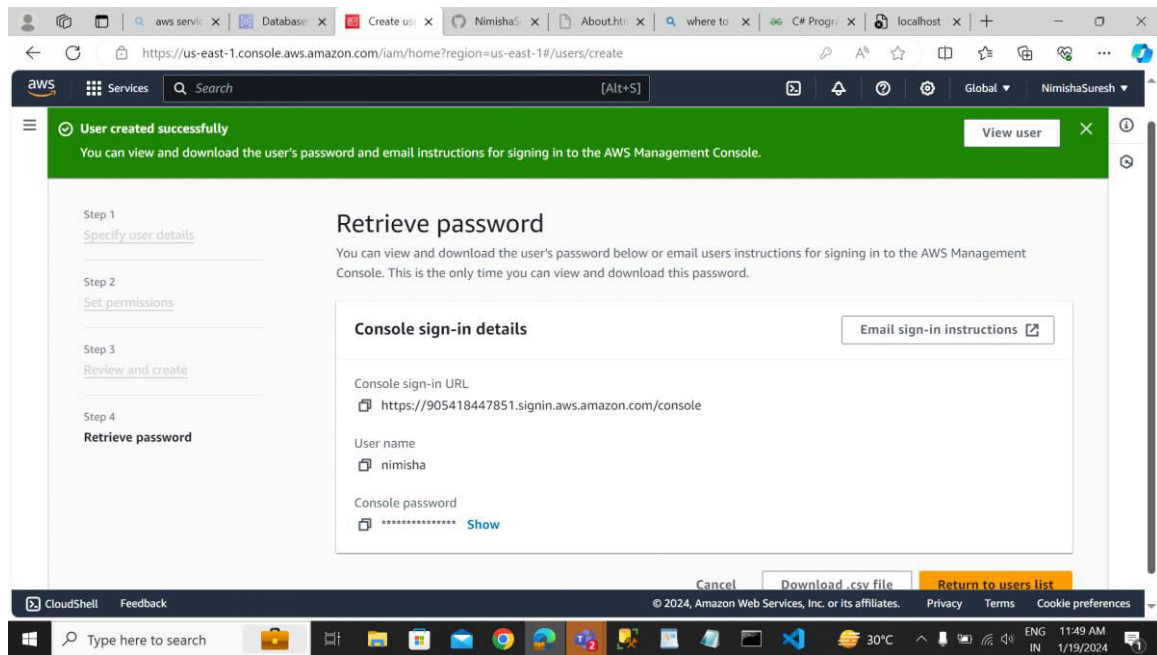 aws servic
Database
Create us
NimishaS
About.ht
where to
C# Progra
localhost
https://us-east-1.console.aws.amazon.com/iam/home?region=us-east-1#/users/create
aws
Services
Search
[Alt+S]
Global
NimishaSuresh
User created successfully
You can view and download the user's password and email instructions for signing in to the AWS Management Console.
View user
Step 1
Specify user details
Step 2
Set permissions
Step 3
Review and create
Step 4
Retrieve password
Retrieve password
You can view and download the user's password below or email users instructions for signing in to the AWS Management
Console. This is the only time you can view and download this password.
Console sign-in details
Email sign-in instructions
Console sign-in URL
https://905418447851.signin.aws.amazon.com/console
User name
nimisha
Console password
*************** Show
Cancel
Download .csv file
Return to users list
CloudShell
Feedback
© 2024, Amazon Web Services, Inc. or its affiliates.
Privacy
Terms
Cookie preferences
Type here to search
30°C
ENG
IN
11:49 AM
1/19/2024